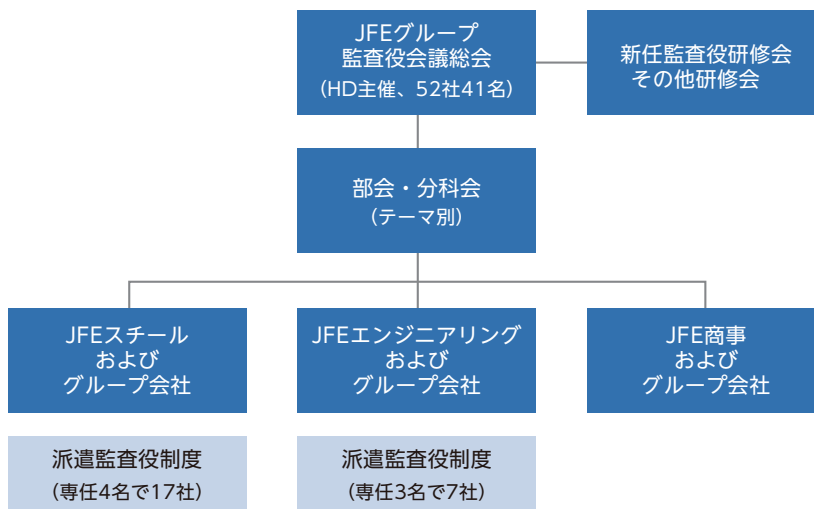 JFEグループ
監査役会議総会
(HD主催、52社41名)
新任監査役研修会
その他研修会
部会・分科会
(テーマ別)
JFEスチール
および
グループ会社
JFEエンジニアリング
および
グループ会社
JFE商事
および
グループ会社
派遣監査役制度
(専任4名で17社)
派遣監査役制度
(専任3名で7社)